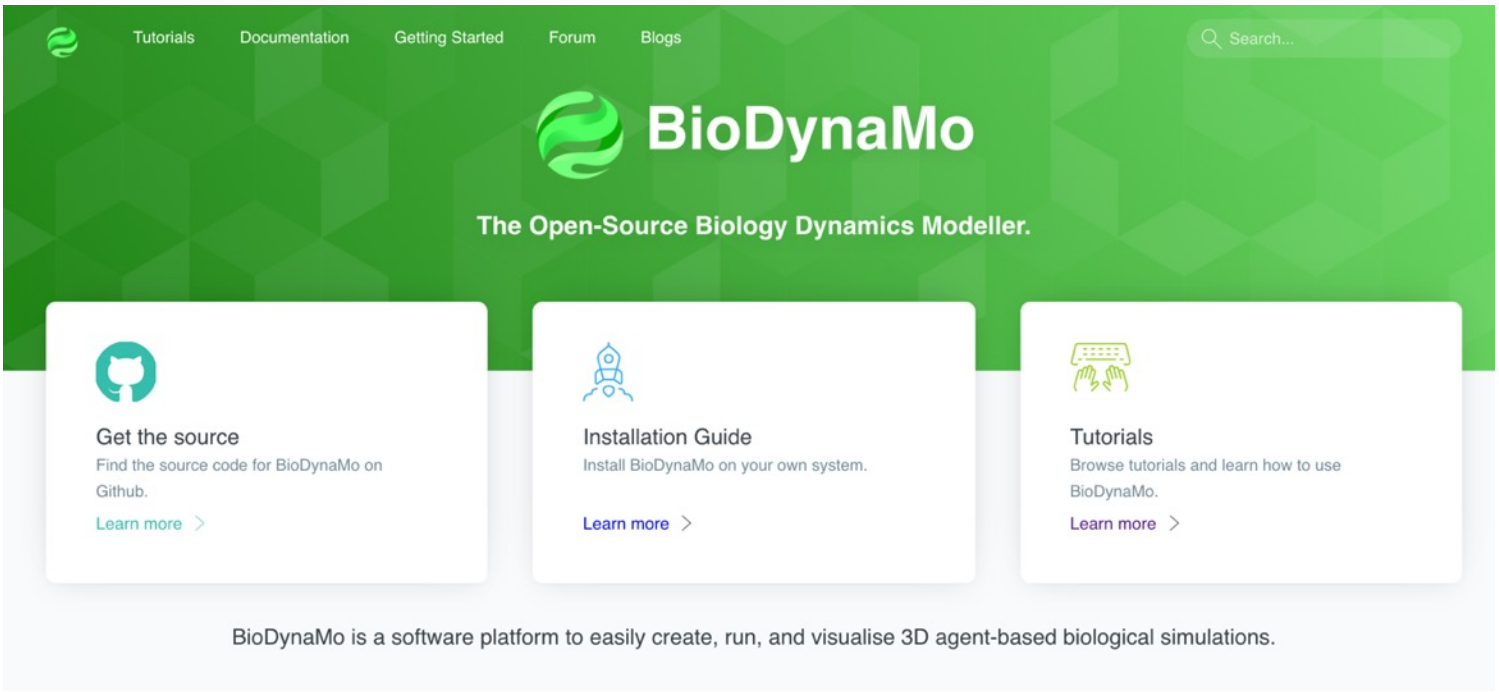 Tutorials Documentation Getting Started Forum Blogs Search...
BioDynaMo
The Open-Source Biology Dynamics Modeller.
Get the source
Find the source code for BioDynaMo on
Github.
Learn more
Installation Guide
Install BioDynaMo on your own system.
Learn more
Tutorials
Browse tutorials and learn how to use
BioDynaMo.
Learn more
BioDynaMo is a software platform to easily create, run, and visualise 3D agent-based biological simulations.